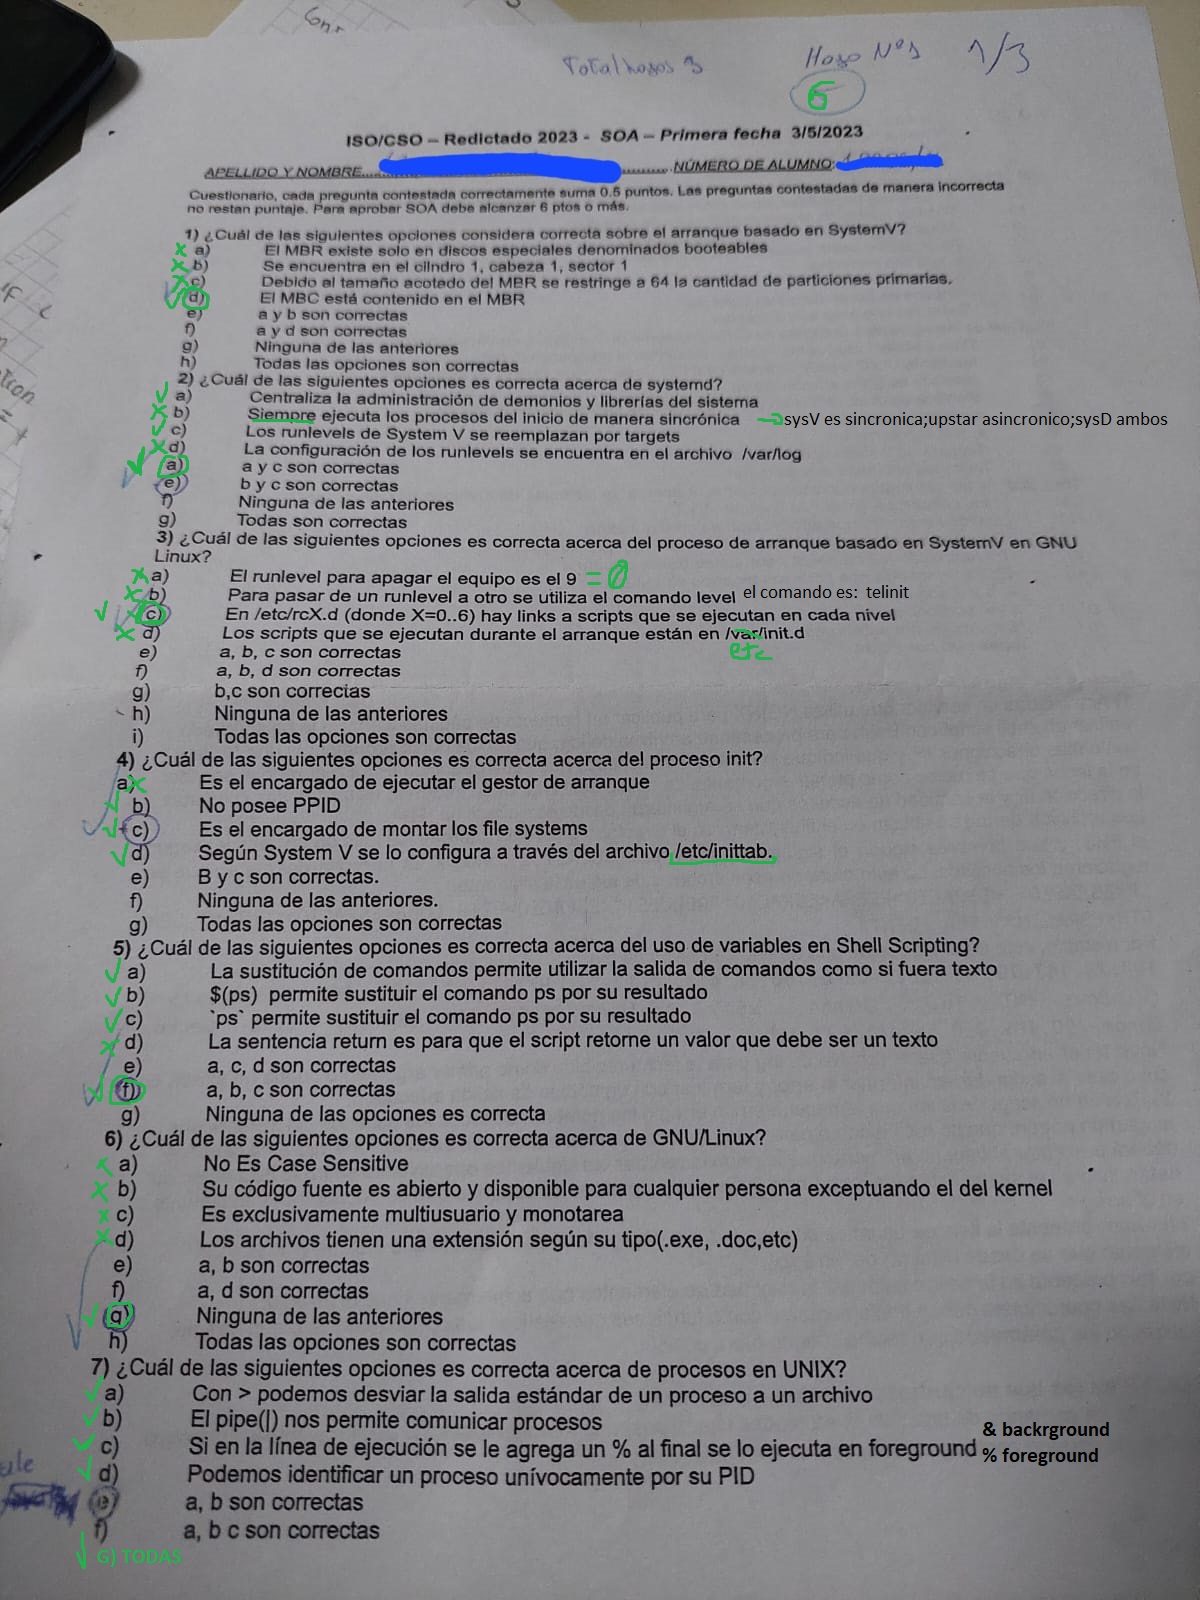 Total hojas 3 Hoja Nº1 1/3
6
ISO/CSO – Redictado 2023 - SOA – Primera fecha 3/5/2023
APELLIDO Y NOMBRE NÚMERO DE ALUMNO:
Cuestionario, cada pregunta contestada correctamente suma 0.5 puntos. Las preguntas contestadas de manera incorrecta
no restan puntaje. Para aprobar SOA debe alcanzar 6 ptos o más.
1) ¿Cuál de las siguientes opciones considera correcta sobre el arranque basado en SystemV?
a) El MBR existe solo en discos especiales denominados booteables
b) Se encuentra en el cilndro 1, cabeza 1, sector 1
c) Debido al tamaño acotado del MBR se restringe a 64 la cantidad de particiones primarias.
d) El MBC está contenido en el MBR
e) a y b son correctas
f) a y d son correctas
g) Ninguna de las anteriores
h) Todas las opciones son correctas
2) ¿Cuál de las siguientes opciones es correcta acerca de systemd?
a) Centraliza la administración de demonios y librerías del sistema
b) Siempre ejecuta los procesos del inicio de manera sincrónica sysV es sincronica;upstar asincronico;sysD ambos
c) Los runlevels de System V se reemplazan por targets
d) La configuración de los runlevels se encuentra en el archivo /var/log
a) a y c son correctas
e) b y c son correctas
f) Ninguna de las anteriores
g) Todas son correctas
3) ¿Cuál de las siguientes opciones es correcta acerca del proceso de arranque basado en SystemV en GNU
Linux?
a) El runlevel para apagar el equipo es el 9 = 0
b) Para pasar de un runlevel a otro se utiliza el comando level el comando es: telinit
c) En /etc/rcX.d (donde X=0..6) hay links a scripts que se ejecutan en cada nivel
d) Los scripts que se ejecutan durante el arranque están en /var/init.d
etc
e) a, b, c son correctas
f) a, b, d son correctas
g) b,c son correctas
h) Ninguna de las anteriores
i) Todas las opciones son correctas
4) ¿Cuál de las siguientes opciones es correcta acerca del proceso init?
a) Es el encargado de ejecutar el gestor de arranque
b) No posee PPID
c) Es el encargado de montar los file systems
d) Según System V se lo configura a través del archivo /etc/inittab.
e) B y c son correctas.
f) Ninguna de las anteriores.
g) Todas las opciones son correctas
5) ¿Cuál de las siguientes opciones es correcta acerca del uso de variables en Shell Scripting?
a) La sustitución de comandos permite utilizar la salida de comandos como si fuera texto
b) $(ps) permite sustituir el comando ps por su resultado
c) `ps` permite sustituir el comando ps por su resultado
d) La sentencia return es para que el script retorne un valor que debe ser un texto
e) a, c, d son correctas
f) a, b, c son correctas
g) Ninguna de las opciones es correcta
6) ¿Cuál de las siguientes opciones es correcta acerca de GNU/Linux?
a) No Es Case Sensitive
b) Su código fuente es abierto y disponible para cualquier persona exceptuando el del kernel
c) Es exclusivamente multiusuario y monotarea
d) Los archivos tienen una extensión según su tipo(.exe, .doc,etc)
e) a, b son correctas
f) a, d son correctas
g) Ninguna de las anteriores
h) Todas las opciones son correctas
7) ¿Cuál de las siguientes opciones es correcta acerca de procesos en UNIX?
a) Con > podemos desviar la salida estándar de un proceso a un archivo
b) El pipe(|) nos permite comunicar procesos
c) Si en la línea de ejecución se le agrega un % al final se lo ejecuta en foreground
& backrground
% foreground
d) Podemos identificar un proceso unívocamente por su PID
e) a, b son correctas
f) a, b c son correctas
G) TODAS